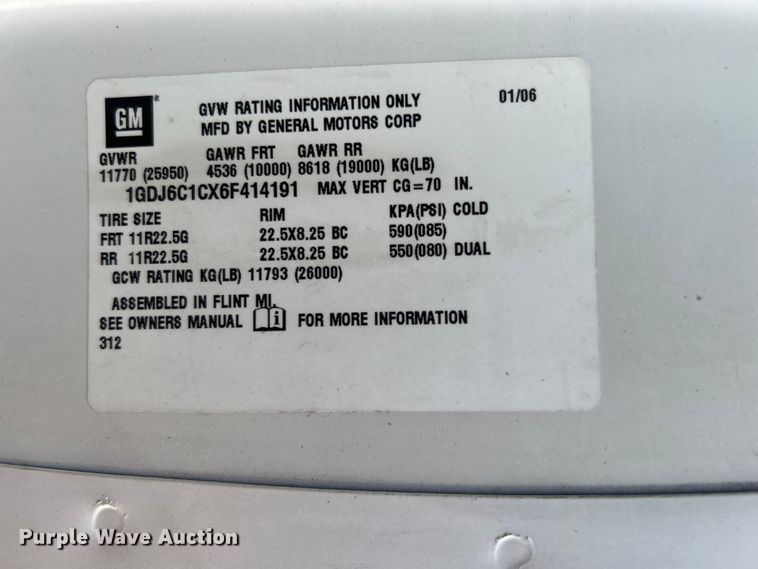 GM ® GVW RATING INFORMATION ONLY 01/06
MFD BY GENERAL MOTORS CORP
GVWR GAWR FRT GAWR RR
11770 (25950) 4536 (10000) 8618 (19000) KG(LB)
1GDJ6C1CX6F414191 MAX VERT CG=70 IN.
TIRE SIZE RIM KPA(PSI) COLD
FRT 11R22.5G 22.5X8.25 BC 590(085)
RR 11R22.5G 22.5X8.25 BC 550(080) DUAL
GCW RATING KG(LB) 11793 (26000)
ASSEMBLED IN FLINT MI.
SEE OWNERS MANUAL i FOR MORE INFORMATION
312
Purple Wave Auction